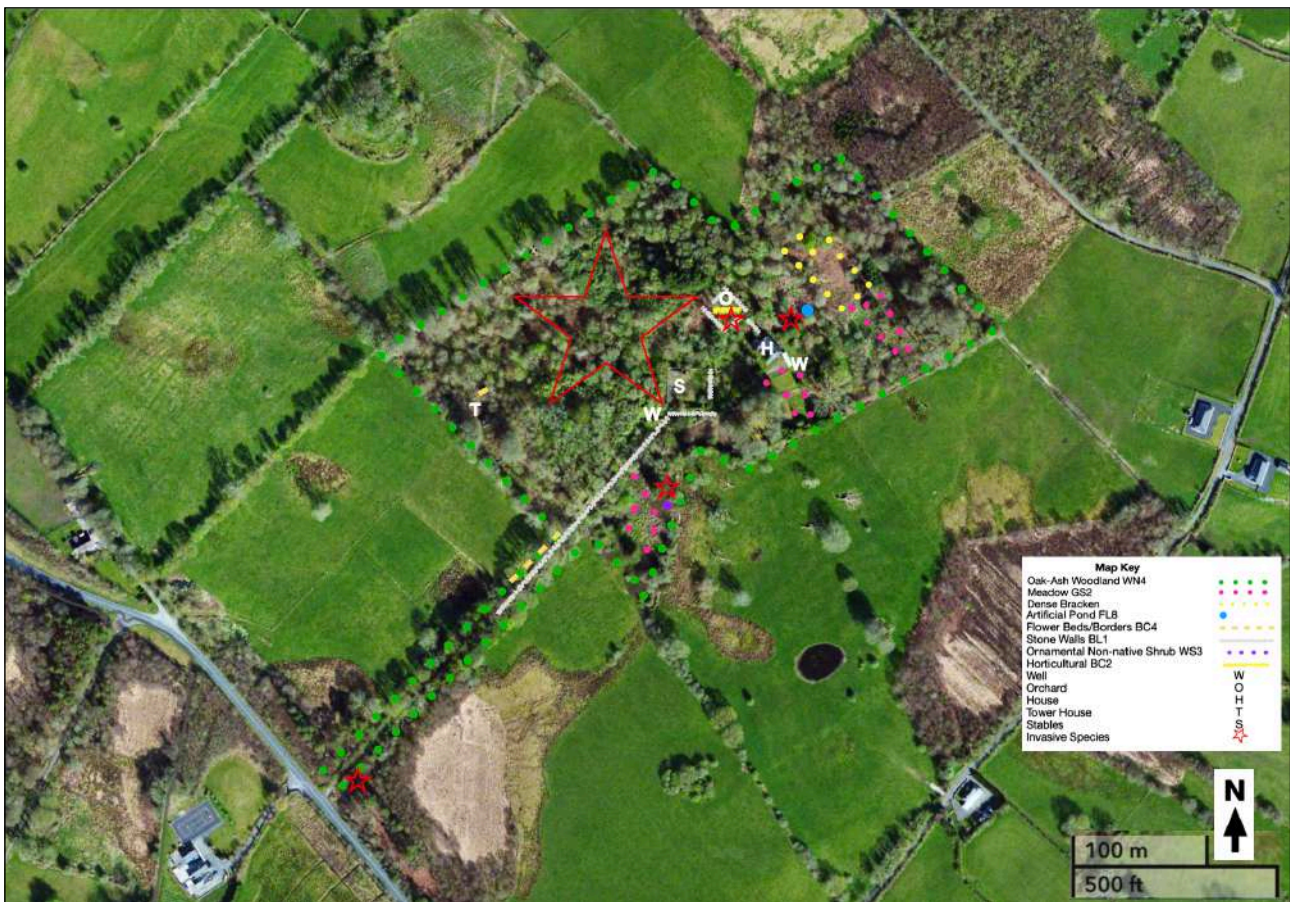 O
H
W
S
T
W
Map Key
Oak-Ash Woodland WN4
Meadow GS2
Dense Bracken
Artificial Pond FL8
Flower Beds/Borders BC4
Stone Walls BL1
Ornamental Non-native Shrub WS3
Horticultural BC2
Well W
Orchard O
House H
Tower House T
Stables S
Invasive Species
N
100 m
500 ft